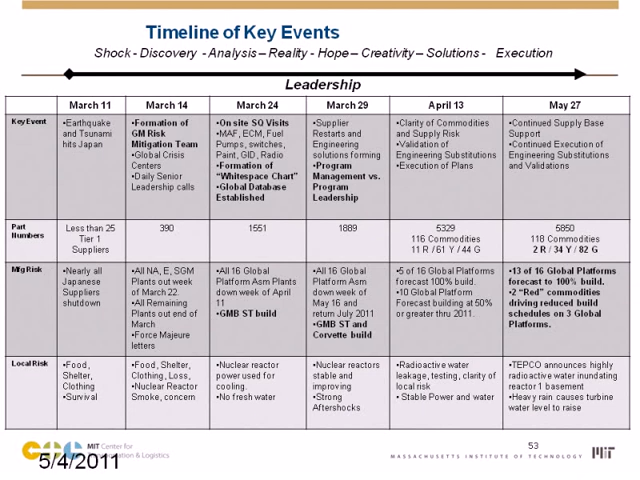 Timeline of Key Events
Shock - Discovery - Analysis – Reality - Hope – Creativity – Solutions - Execution
Leadership
March 11 March 14 March 24 March 29 April 13 May 27
Key Event
•Earthquake
and Tsunami
hits Japan
•Formation of
GM Risk
Mitigation Team
•Global Crisis
Centers
•Daily Senior
Leadership calls
•On site SQ Visits
•MAF, ECM, Fuel
Pumps, switches,
Paint, GID, Radio
•Formation of
“Whitespace Chart”
•Global Database
Established
•Supplier
Restarts and
Engineering
solutions forming
•Program
Management vs.
Program
Leadership
•Clarity of Commodities
and Supply Risk
•Validation of
Engineering Substitutions
•Execution of Plans
•Continued Supply Base
Support
•Continued Execution of
Engineering Substitutions
and Validations
Part
Numbers
Less than 25
Tier 1
Suppliers
390
1551
1889
5329
116 Commodities
11 R / 61 Y / 44 G
5850
118 Commodities
2 R / 34 Y / 82 G
Mfg Risk
•Nearly all
Japanese
Suppliers
shutdown
•All NA, E, SGM
Plants out week
of March 22.
•All Remaining
Plants out end of
March
•Force Majeure
letters
•All 16 Global
Platform Asm Plants
down week of April
11
•GMB ST build
•All 16 Global
Platform Asm
down week of
May 16 and
return July 2011
•GMB ST and
Corvette build
•5 of 16 Global Platforms
forecast 100% build.
•10 Global Platform
Forecast building at 50%
or greater thru 2011.
•13 of 16 Global Platforms
forecast to 100% build.
•2 “Red” commodities
driving reduced build
schedules on 3 Global
Platforms.
Local Risk
•Food,
Shelter,
Clothing
•Survival
•Food, Shelter,
Clothing, Loss,
•Nuclear Reactor
Smoke, concern
•Nuclear reactor
power used for
cooling.
•No fresh water
•Nuclear reactors
stable and
improving
•Strong
Aftershocks
•Radioactive water
leakage, testing, clarity of
local risk
• Stable Power and water
•TEPCO announces highly
radioactive water inundating
reactor 1 basement
•Heavy rain causes turbine
water level to raise
MIT Center for
Transportation & Logistics
5/4/2011
53
MASSACHUSETTS INSTITUTE OF TECHNOLOGY